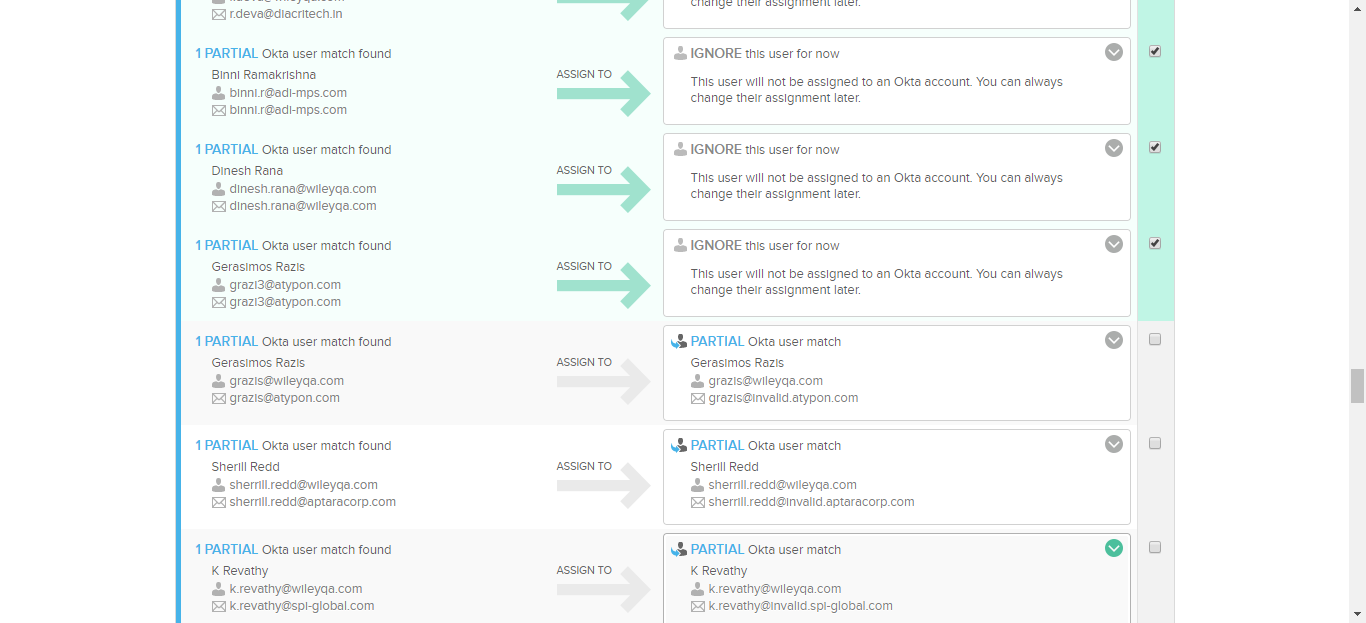 r.deva@diacritech.in
change their assignment later.
1 PARTIAL Okta user match found
Binni Ramakrishna
binni.r@adi-mps.com
binni.r@adi-mps.com
ASSIGN TO
IGNORE this user for now
This user will not be assigned to an Okta account. You can always
change their assignment later.
1 PARTIAL Okta user match found
Dinesh Rana
dinesh.rana@wileyqa.com
dinesh.rana@wileyqa.com
ASSIGN TO
IGNORE this user for now
This user will not be assigned to an Okta account. You can always
change their assignment later.
1 PARTIAL Okta user match found
Gerasimos Razis
grazi3@atypon.com
grazi3@atypon.com
ASSIGN TO
IGNORE this user for now
This user will not be assigned to an Okta account. You can always
change their assignment later.
1 PARTIAL Okta user match found
Gerasimos Razis
grazis@wileyqa.com
grazis@atypon.com
ASSIGN TO
PARTIAL Okta user match
Gerasimos Razis
grazis@wileyqa.com
grazis@invalid.atypon.com
1 PARTIAL Okta user match found
Sherill Redd
sherrill.redd@wileyqa.com
sherrill.redd@aptaracorp.com
ASSIGN TO
PARTIAL Okta user match
Sherill Redd
sherrill.redd@wileyqa.com
sherrill.redd@invalid.aptaracorp.com
1 PARTIAL Okta user match found
K Revathy
k.revathy@wileyqa.com
k.revathy@spi-global.com
ASSIGN TO
PARTIAL Okta user match
K Revathy
k.revathy@wileyqa.com
k.revathy@invalid.spi-global.com